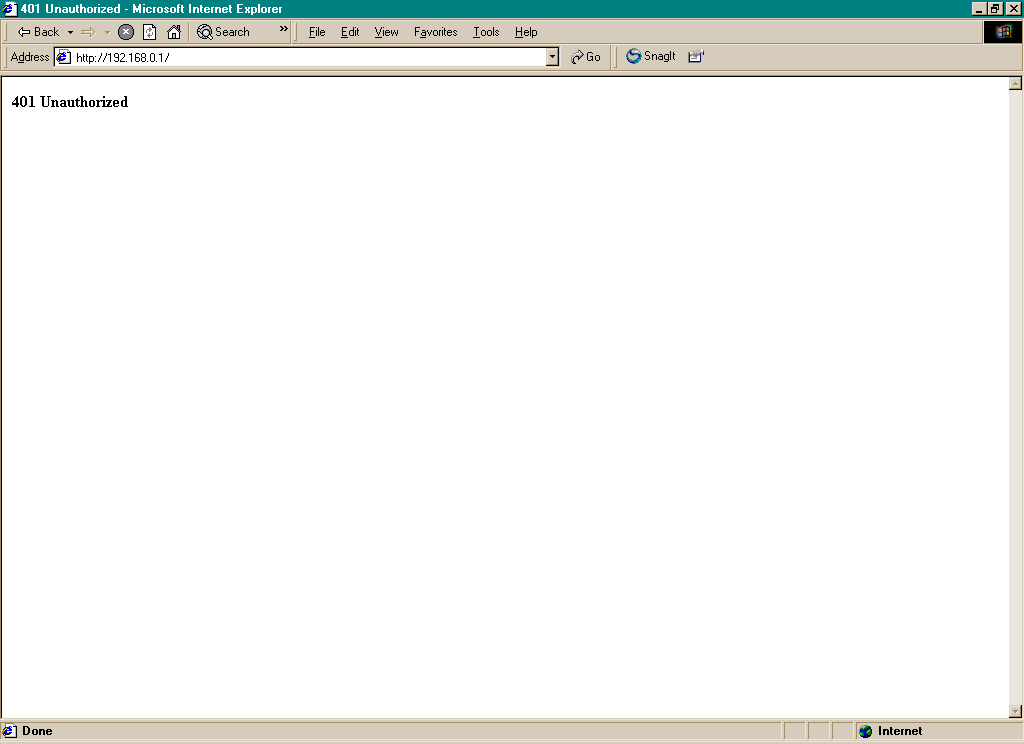 401 Unauthorized - Microsoft Internet Explorer
Back Search » File Edit View Favorites Tools Help
Address http://192.168.0.1/ Go SnagIt
401 Unauthorized
Done Internet